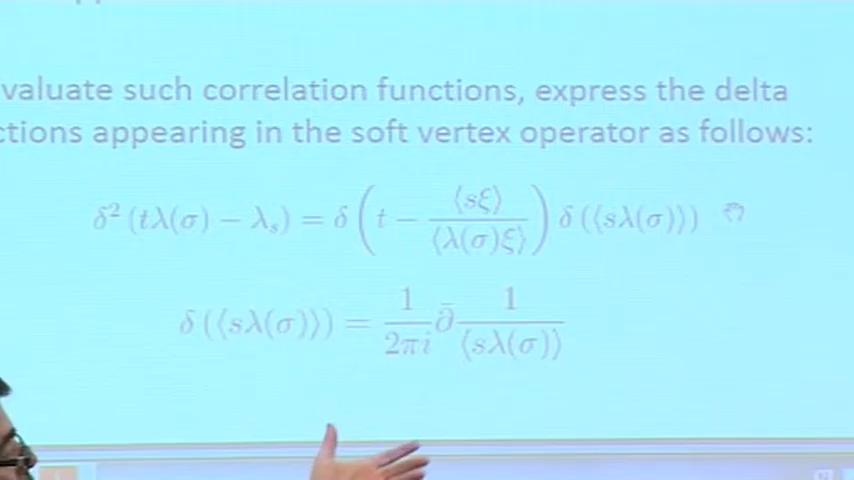 valuate such correlation functions, express the delta
ctions appearing in the soft vertex operator as follows:
δ² (tλ(σ) − λₛ) = δ ( t − ⟨sξ⟩ / ⟨λ(σ)ξ⟩ ) δ (⟨sλ(σ)⟩)
δ (⟨sλ(σ)⟩) = 1 / 2πi ∂̄ 1 / ⟨sλ(σ)⟩